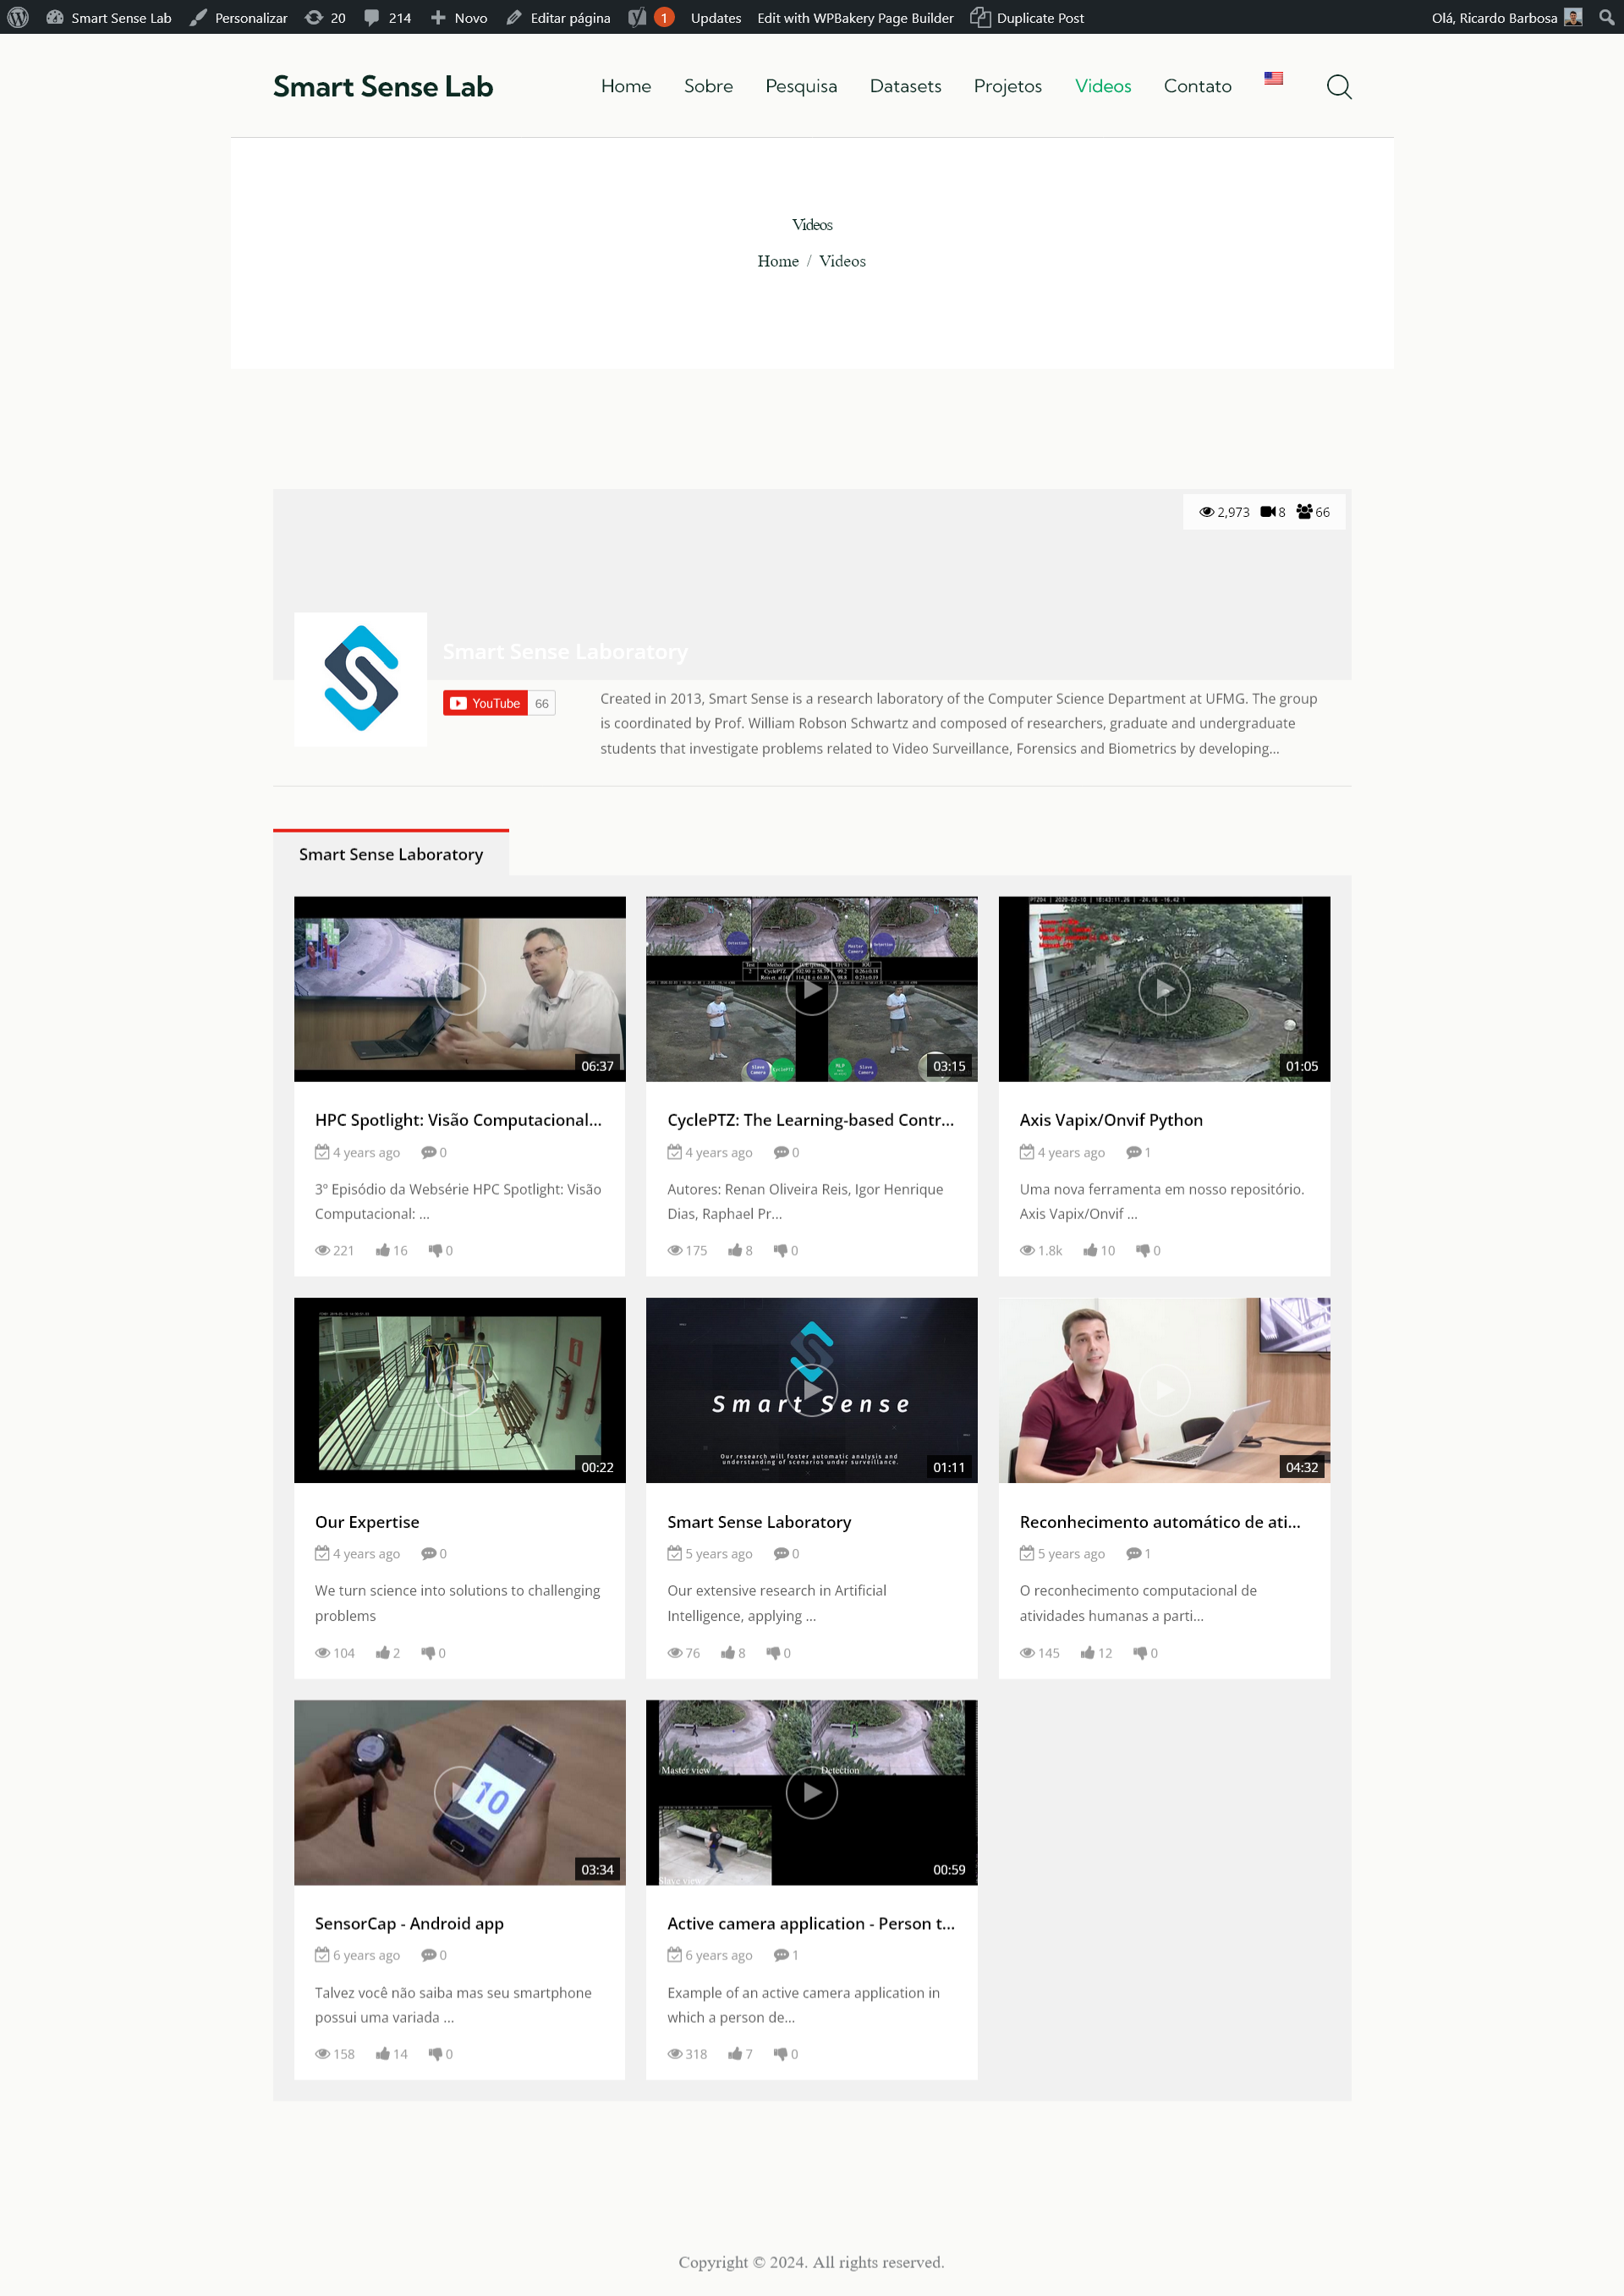 Smart Sense Lab Personalizar 20 214 Novo Editar página 1 Updates Edit with WPBakery Page Builder Duplicate Post Olá, Ricardo Barbosa
Smart Sense Lab Home Sobre Pesquisa Datasets Projetos Videos Contato
Videos
Home / Videos
2,973 8 66
Smart Sense Laboratory
YouTube 66
Created in 2013, Smart Sense is a research laboratory of the Computer Science Department at UFMG. The group
is coordinated by Prof. William Robson Schwartz and composed of researchers, graduate and undergraduate
students that investigate problems related to Video Surveillance, Forensics and Biometrics by developing...
Smart Sense Laboratory
06:37
HPC Spotlight: Visão Computacional...
4 years ago 0
3º Episódio da Websérie HPC Spotlight: Visão
Computacional: ...
221 16 0
03:15
CyclePTZ: The Learning-based Contr...
4 years ago 0
Autores: Renan Oliveira Reis, Igor Henrique
Dias, Raphael Pr...
175 8 0
01:05
Axis Vapix/Onvif Python
4 years ago 1
Uma nova ferramenta em nosso repositório.
Axis Vapix/Onvif ...
1.8k 10 0
00:22
Our Expertise
4 years ago 0
We turn science into solutions to challenging
problems
104 2 0
Smart Sense
Our research will foster automatic analysis and
understanding of scenarios under surveillance.
01:11
Smart Sense Laboratory
5 years ago 0
Our extensive research in Artificial
Intelligence, applying ...
76 8 0
04:32
Reconhecimento automático de ati...
5 years ago 1
O reconhecimento computacional de
atividades humanas a parti...
145 12 0
10
03:34
SensorCap - Android app
6 years ago 0
Talvez você não saiba mas seu smartphone
possui uma variada ...
158 14 0
Master view Detection
Slave view
00:59
Active camera application - Person t...
6 years ago 1
Example of an active camera application in
which a person de...
318 7 0
Copyright © 2024. All rights reserved.